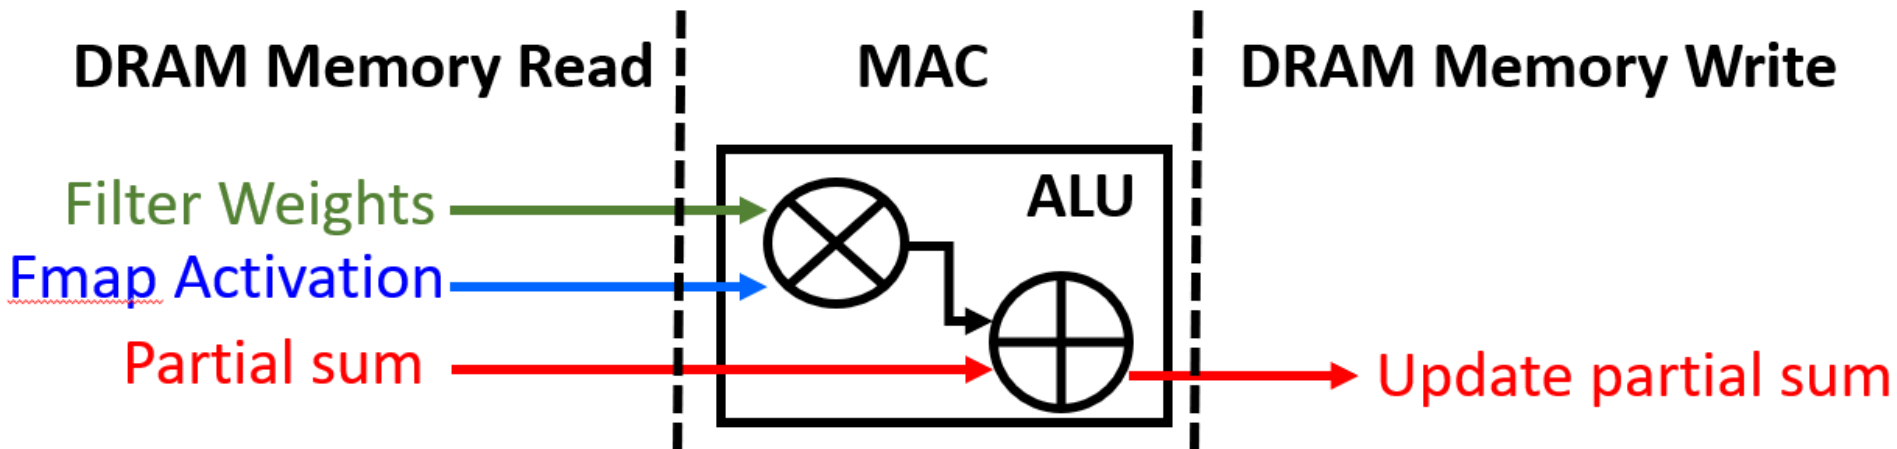 DRAM Memory Read
MAC
DRAM Memory Write
ALU
Filter Weights
Fmap Activation
Partial sum
Update partial sum